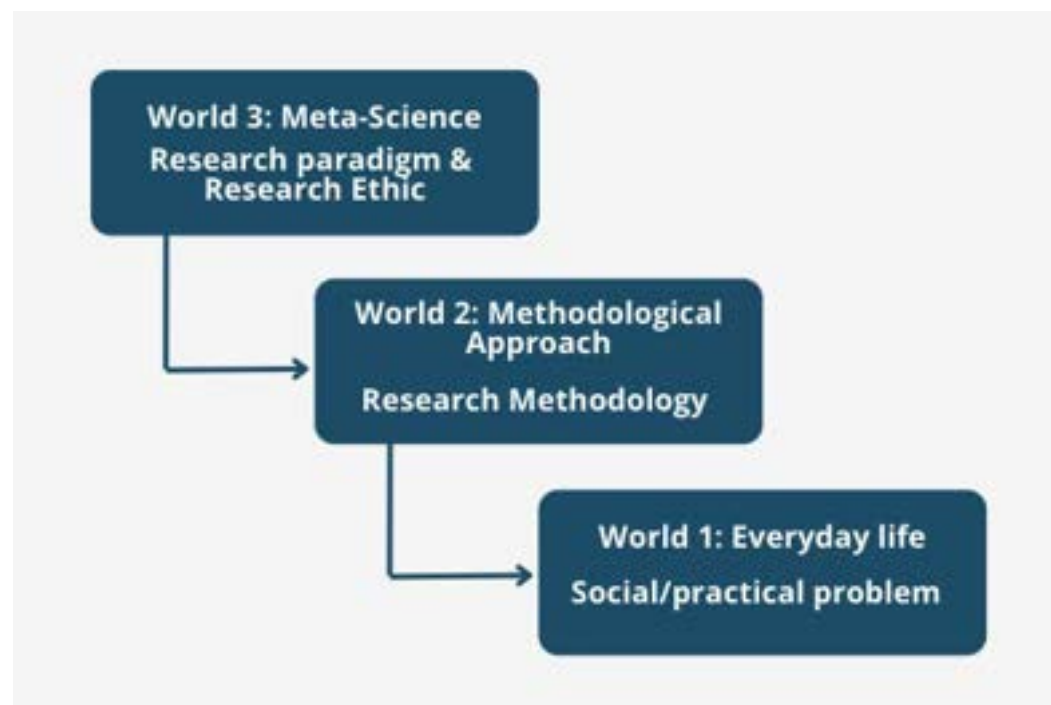 World 3: Meta-Science
Research paradigm &
Research Ethic
World 2: Methodological
Approach
Research Methodology
World 1: Everyday life
Social/practical problem